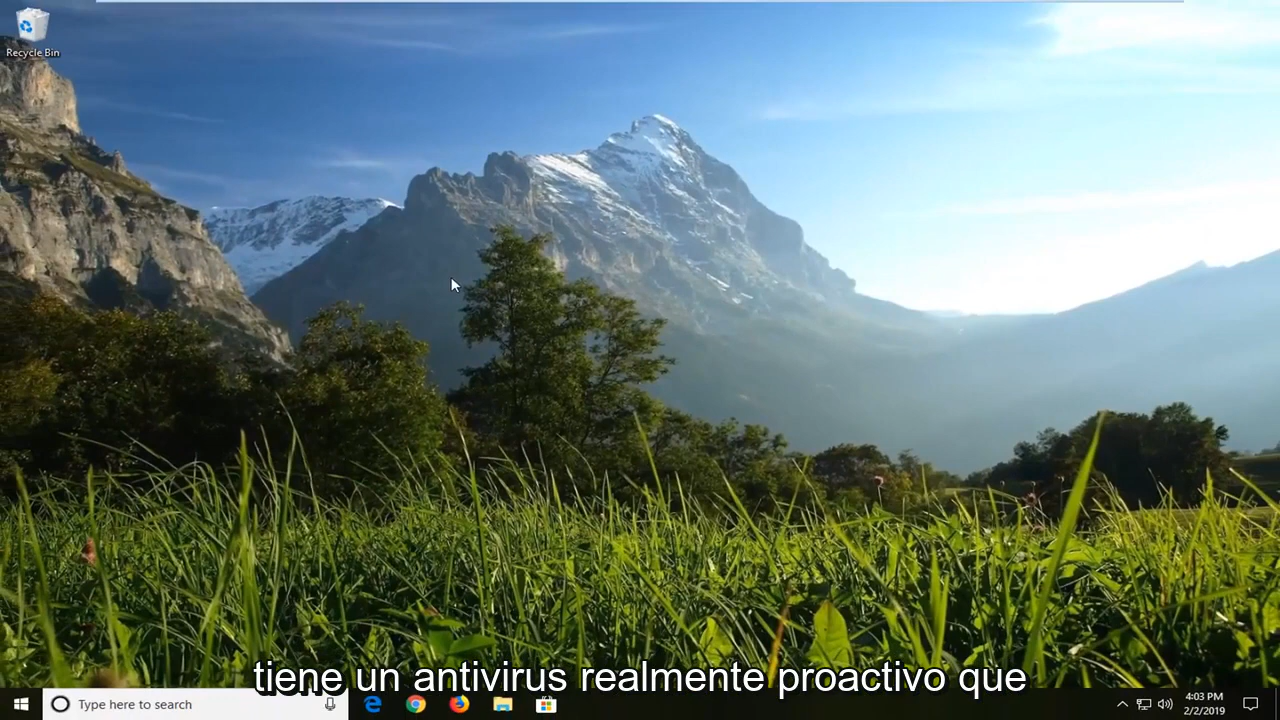 Recycle Bin
tiene un antivirus realmente proactivo que
Type here to search
4:03 PM
2/2/2019